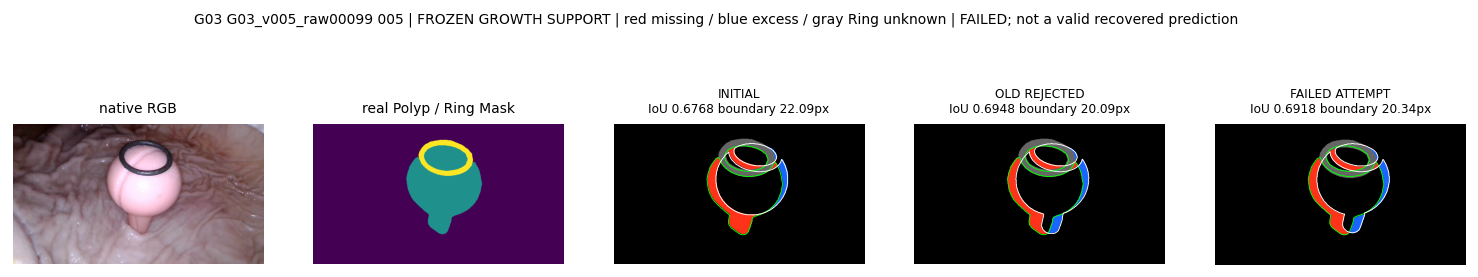 G03 G03_v005_raw00099 005 | FROZEN GROWTH SUPPORT | red missing / blue excess / gray Ring unknown | FAILED; not a valid recovered prediction
native RGB
real Polyp / Ring Mask
INITIAL
IoU 0.6768 boundary 22.09px
OLD REJECTED
IoU 0.6948 boundary 20.09px
FAILED ATTEMPT
IoU 0.6918 boundary 20.34px